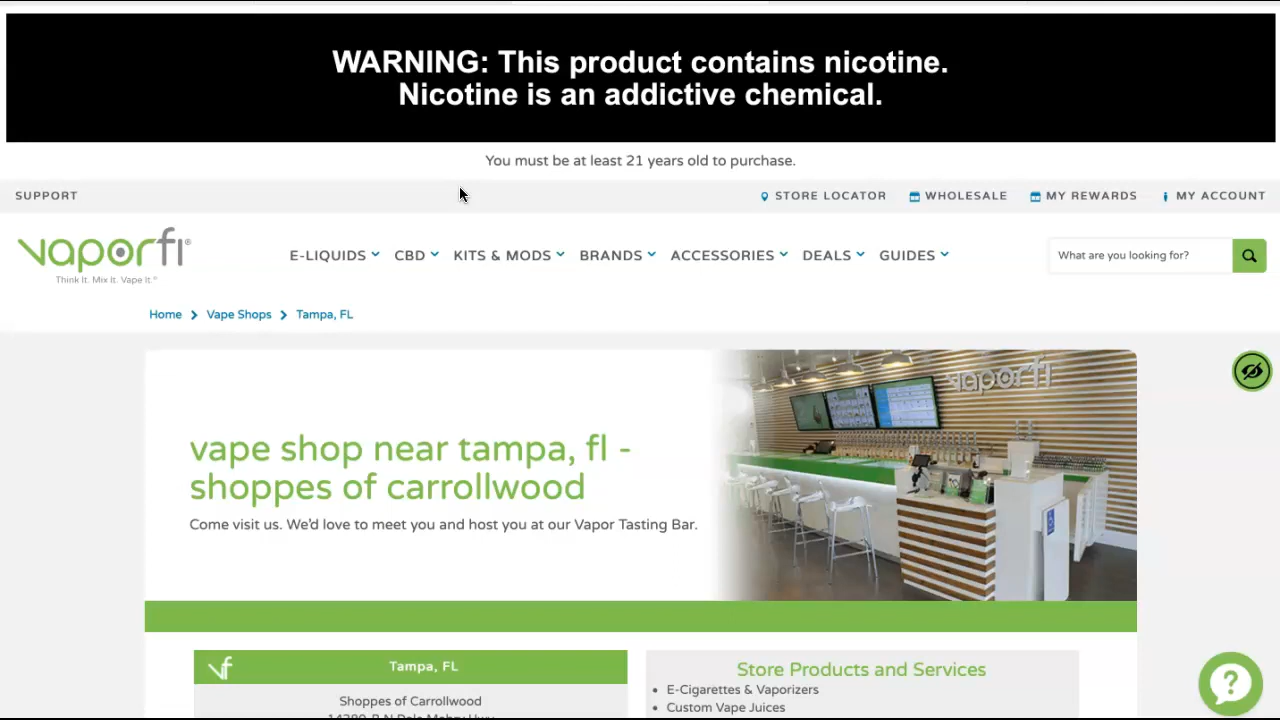 WARNING: This product contains nicotine.
Nicotine is an addictive chemical.
You must be at least 21 years old to purchase.
SUPPORT
STORE LOCATOR
WHOLESALE
MY REWARDS
MY ACCOUNT
vaporfi®
Think It. Mix It. Vape It.®
E-LIQUIDS
CBD
KITS & MODS
BRANDS
ACCESSORIES
DEALS
GUIDES
What are you looking for?
Home
Vape Shops
Tampa, FL
vaporfi
vape shop near tampa, fl -
shoppes of carrollwood
Come visit us. We'd love to meet you and host you at our Vapor Tasting Bar.
vf
Tampa, FL
Shoppes of Carrollwood
Store Products and Services
E-Cigarettes & Vaporizers
Custom Vape Juices